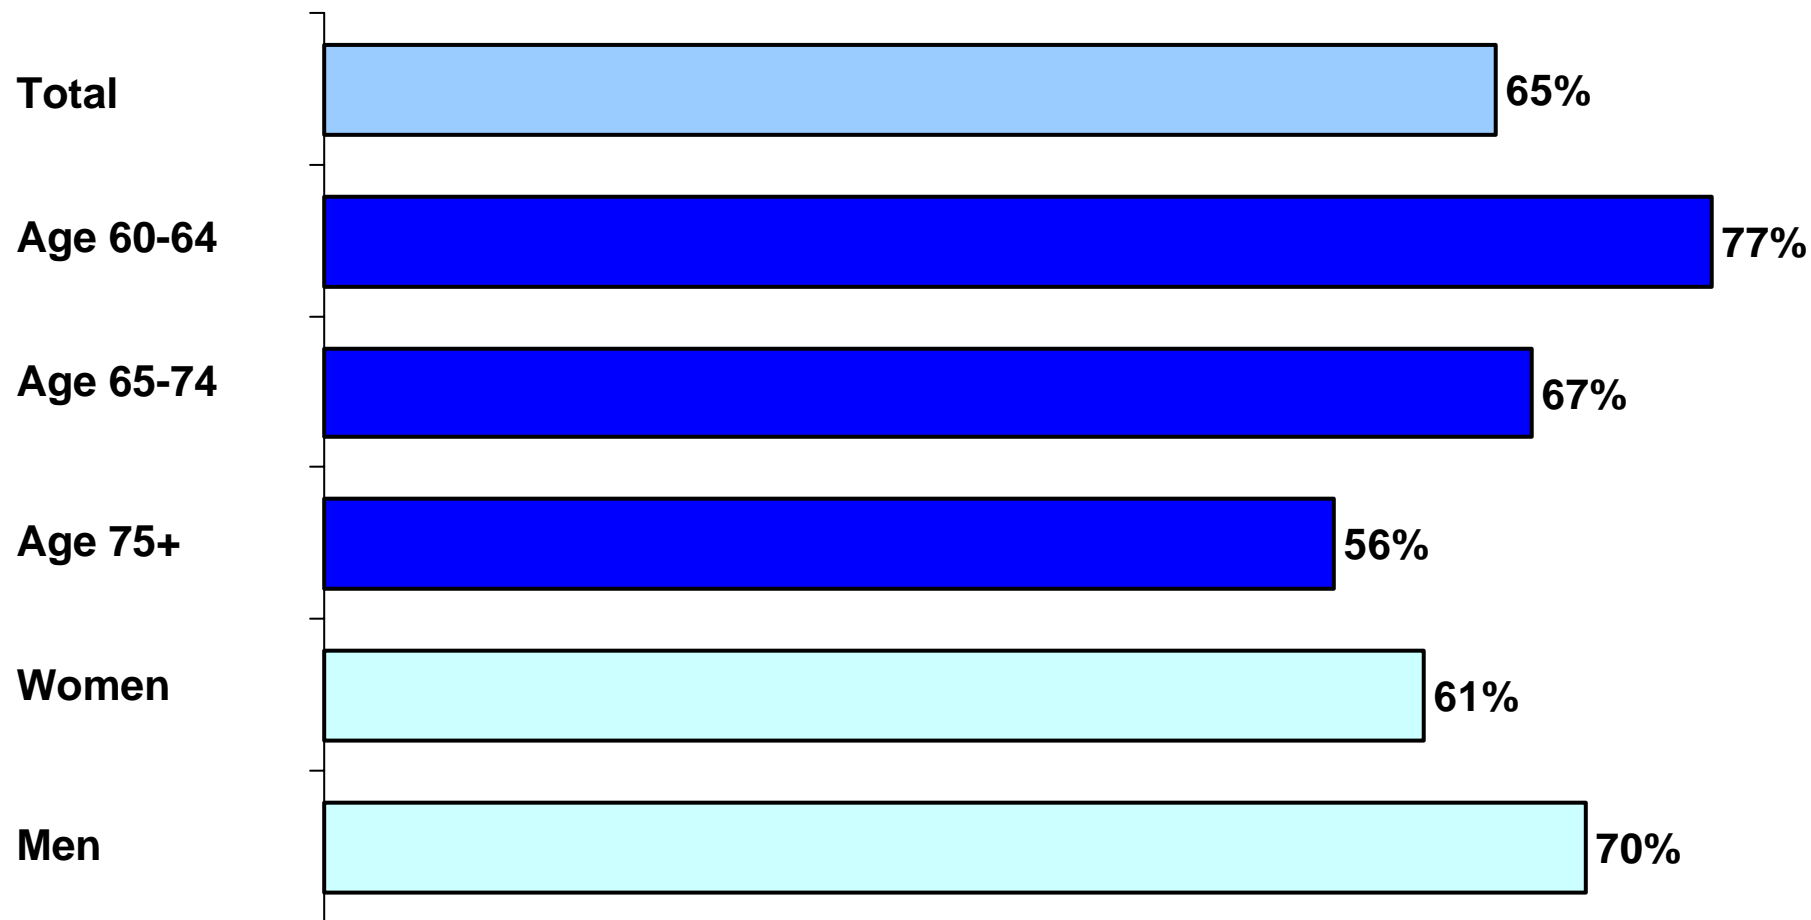 Total 65%
Age 60-64 77%
Age 65-74 67%
Age 75+ 56%
Women 61%
Men 70%